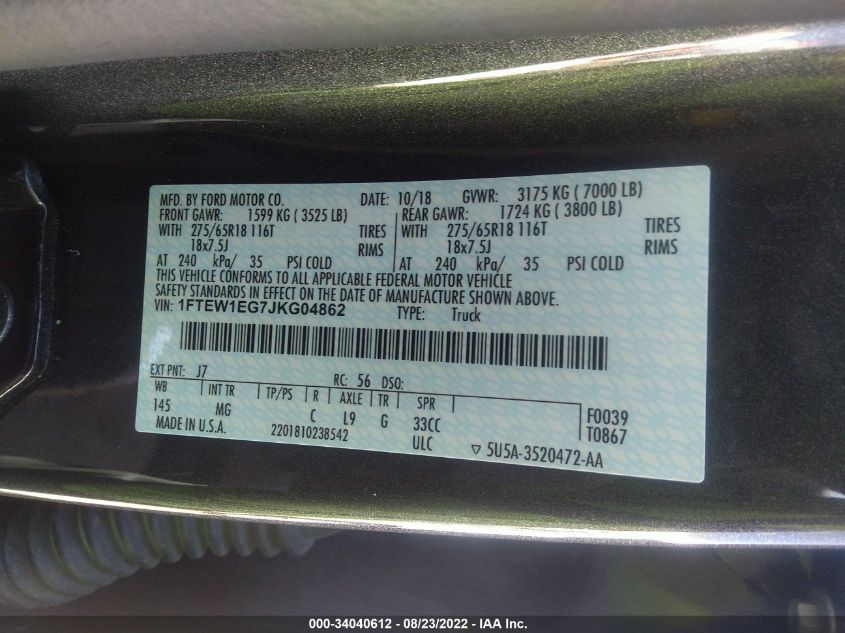 MFD. BY FORD MOTOR CO. DATE: 10/18 GVWR: 3175 KG ( 7000 LB)
FRONT GAWR: 1599 KG ( 3525 LB) REAR GAWR: 1724 KG ( 3800 LB)
WITH 275/65R18 116T TIRES WITH 275/65R18 116T TIRES
18x7.5J RIMS 18x7.5J RIMS
AT 240 kPa/ 35 PSI COLD AT 240 kPa/ 35 PSI COLD
THIS VEHICLE CONFORMS TO ALL APPLICABLE FEDERAL MOTOR VEHICLE
SAFETY STANDARDS IN EFFECT ON THE DATE OF MANUFACTURE SHOWN ABOVE.
VIN: 1FTEW1EG7JKG04862 TYPE: Truck
EXT PNT: J7 RC: 56 DSO:
WB INT TR TP/PS R AXLE TR SPR
145 MG C L9 G 33CC F0039
MADE IN U.S.A. 2201810238542 ULC T0867
▽ 5U5A-3520472-AA
000-34040612 / 08/23/2022 - IAA Inc.